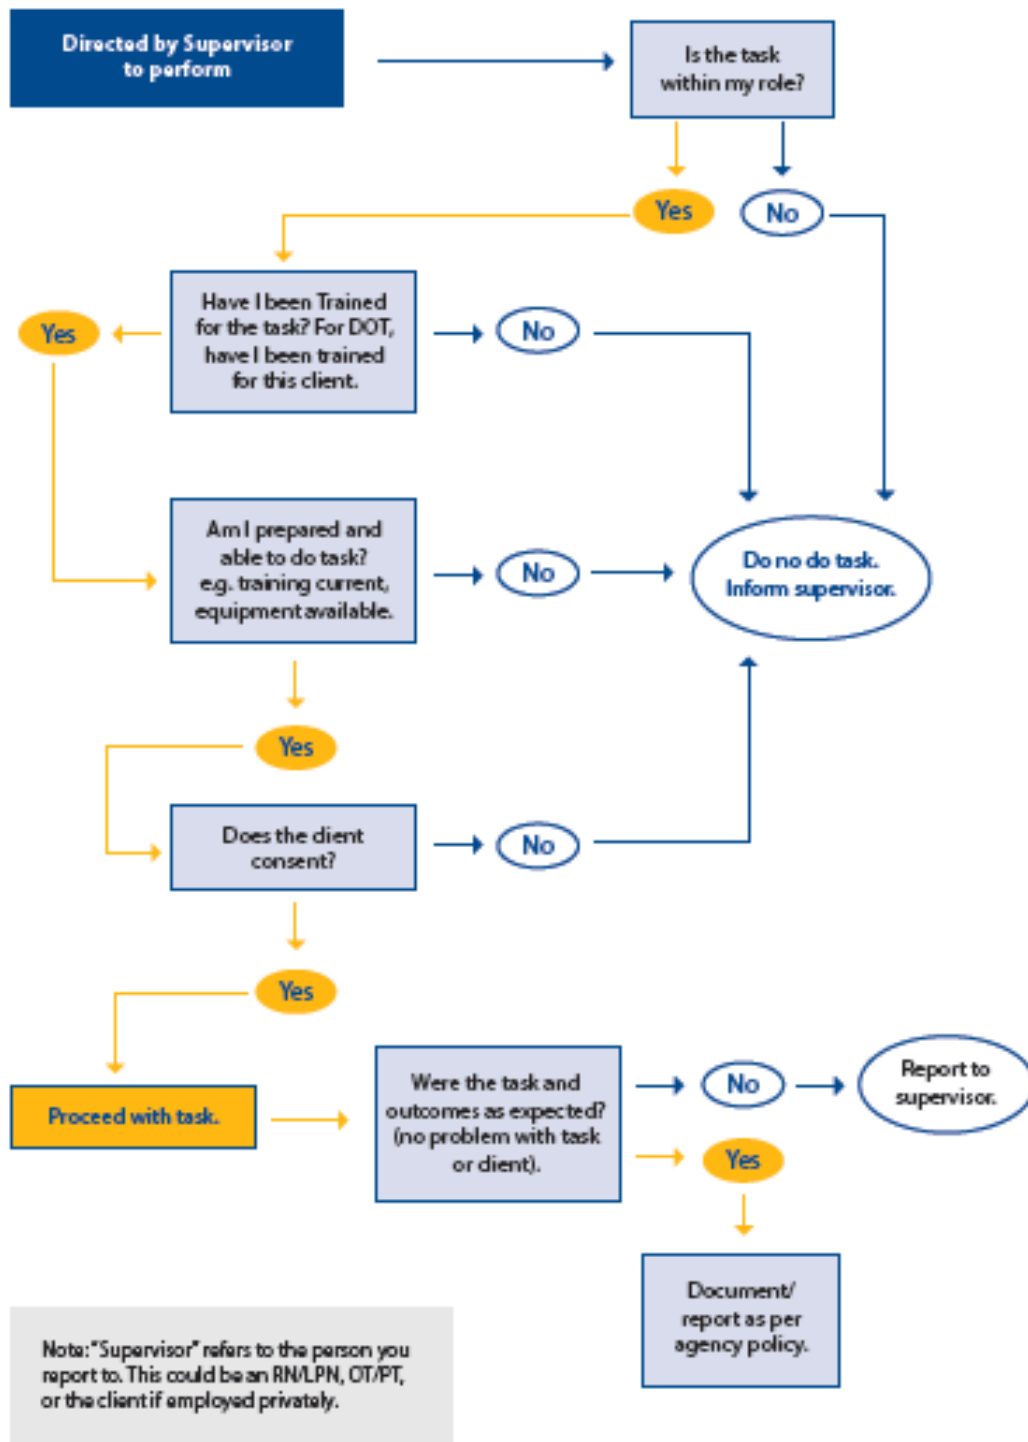 Directed by Supervisor
to perform
Is the task
within my role?
Yes
No
Have I been Trained
for the task? For DOT,
have I been trained
for this client.
Yes
No
Am I prepared and
able to do task?
e.g. training current,
equipment available.
No
Do no do task.
Inform supervisor.
Yes
Does the client
consent?
No
Yes
Proceed with task.
Were the task and
outcomes as expected?
(no problem with task
or client).
No
Report to
supervisor.
Yes
Document/
report as per
agency policy.
Note: "Supervisor" refers to the person you
report to. This could be an RN/LPN, OT/PT,
or the client if employed privately.